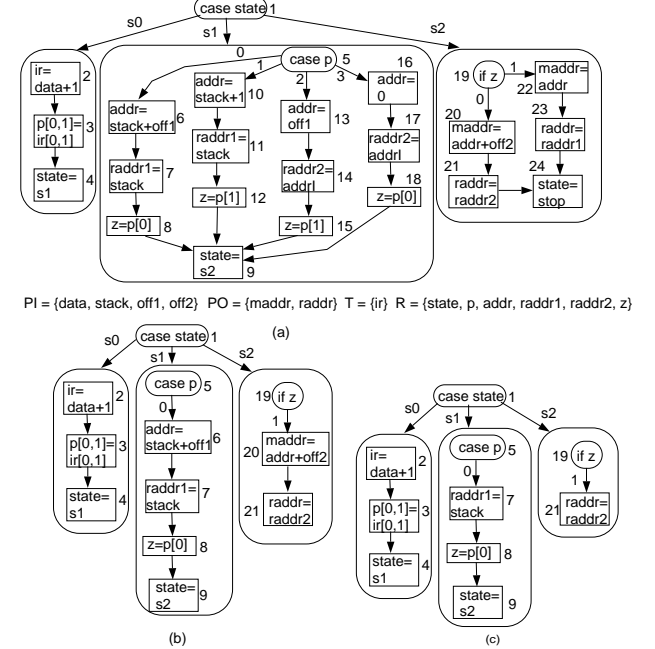 case state 1
s0
s1
s2
ir=
data+1
2
p[0,1]=
ir[0,1]
3
state=
s1
4
case p 5
0
1
2
3
addr=
stack+off1
6
raddr1=
stack
7
z=p[0] 8
addr=
stack+1
10
raddr1=
stack
11
z=p[1] 12
addr=
off1
13
raddr2=
addrl
14
z=p[1] 15
16
addr=
0
17
raddr2=
addrl
18
z=p[0]
state=
s2
9
19 if z
1
0
22
maddr=
addr
20
maddr=
addr+off2
23
raddr=
raddr1
21
raddr=
raddr2
24
state=
stop
PI = {data, stack, off1, off2} PO = {maddr, raddr} T = {ir} R = {state, p, addr, raddr1, raddr2, z}
(a)
case state 1
s0
s1
s2
ir=
data+1
2
p[0,1]=
ir[0,1]
3
state=
s1
4
case p 5
0
addr=
stack+off1
6
raddr1=
stack
7
z=p[0] 8
state=
s2
9
19 if z
1
20
maddr=
addr+off2
21
raddr=
raddr2
(b)
case state 1
s0
s1
s2
ir=
data+1
2
p[0,1]=
ir[0,1]
3
state=
s1
4
case p 5
0
raddr1=
stack
7
z=p[0] 8
state=
s2
9
19 if z
1
21
raddr=
raddr2
(c)